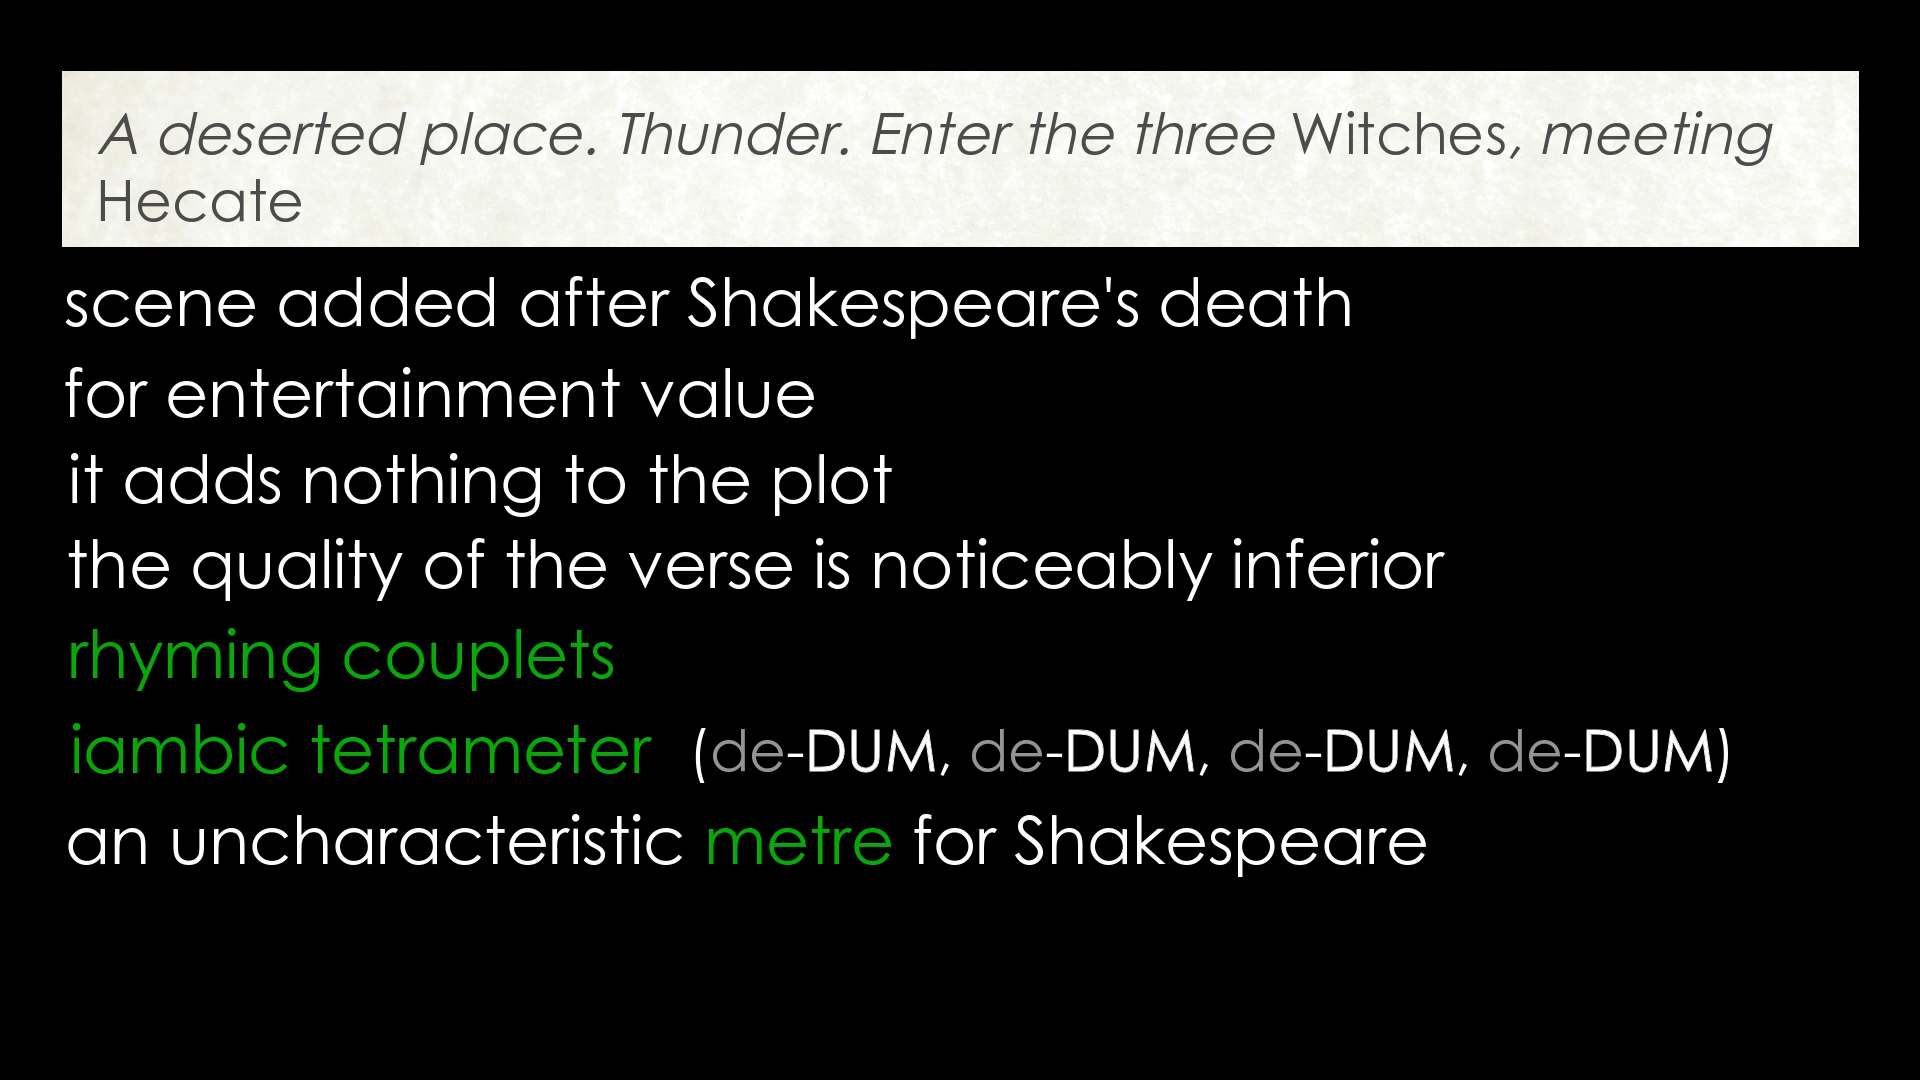 A deserted place. Thunder. Enter the three Witches, meeting
Hecate
scene added after Shakespeare's death
for entertainment value
it adds nothing to the plot
the quality of the verse is noticeably inferior
rhyming couplets
iambic tetrameter (de-DUM, de-DUM, de-DUM, de-DUM)
an uncharacteristic metre for Shakespeare